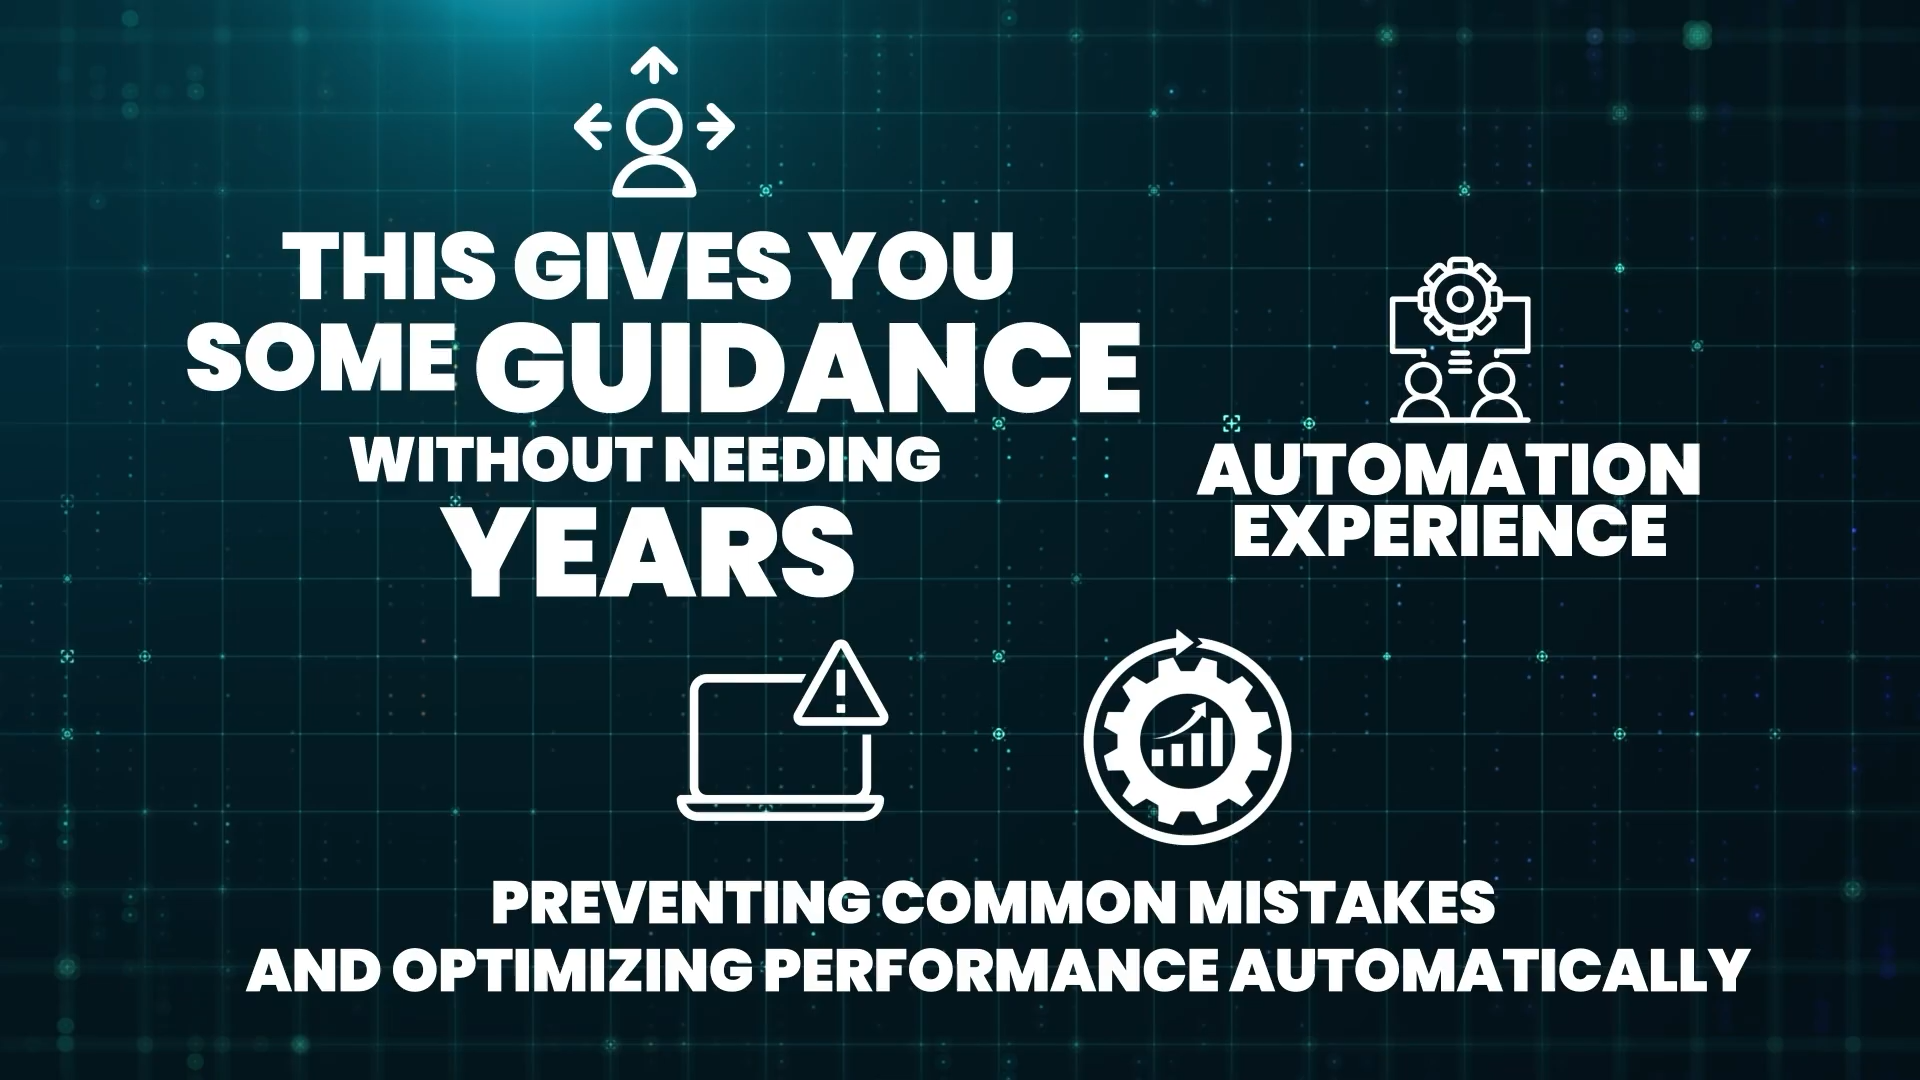 THIS GIVES YOU
SOME GUIDANCE
WITHOUT NEEDING
YEARS
AUTOMATION
EXPERIENCE
PREVENTING COMMON MISTAKES
AND OPTIMIZING PERFORMANCE AUTOMATICALLY